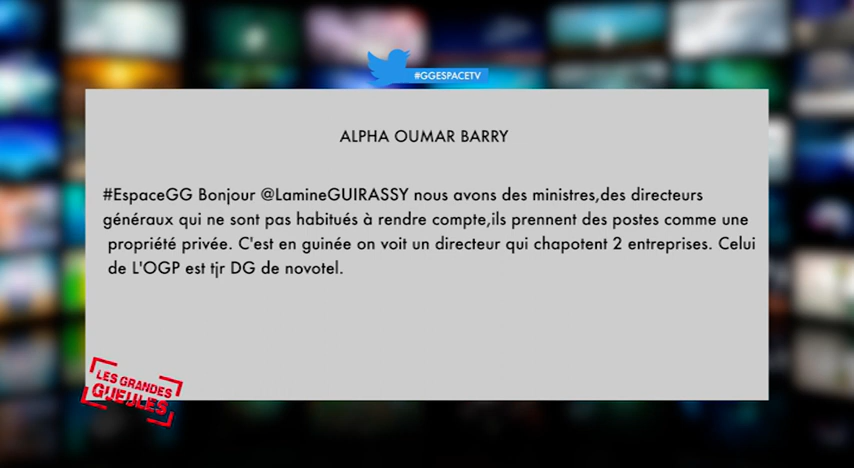 #GGESPACETV
ALPHA OUMAR BARRY
#EspaceGG Bonjour @LamineGUIRASSY nous avons des ministres,des directeurs
généraux qui ne sont pas habitués à rendre compte,ils prennent des postes comme une
propriété privée. C'est en guinée on voit un directeur qui chapotent 2 entreprises. Celui
de L'OGP est tjr DG de novotel.
LES GRANDES
GUEULES